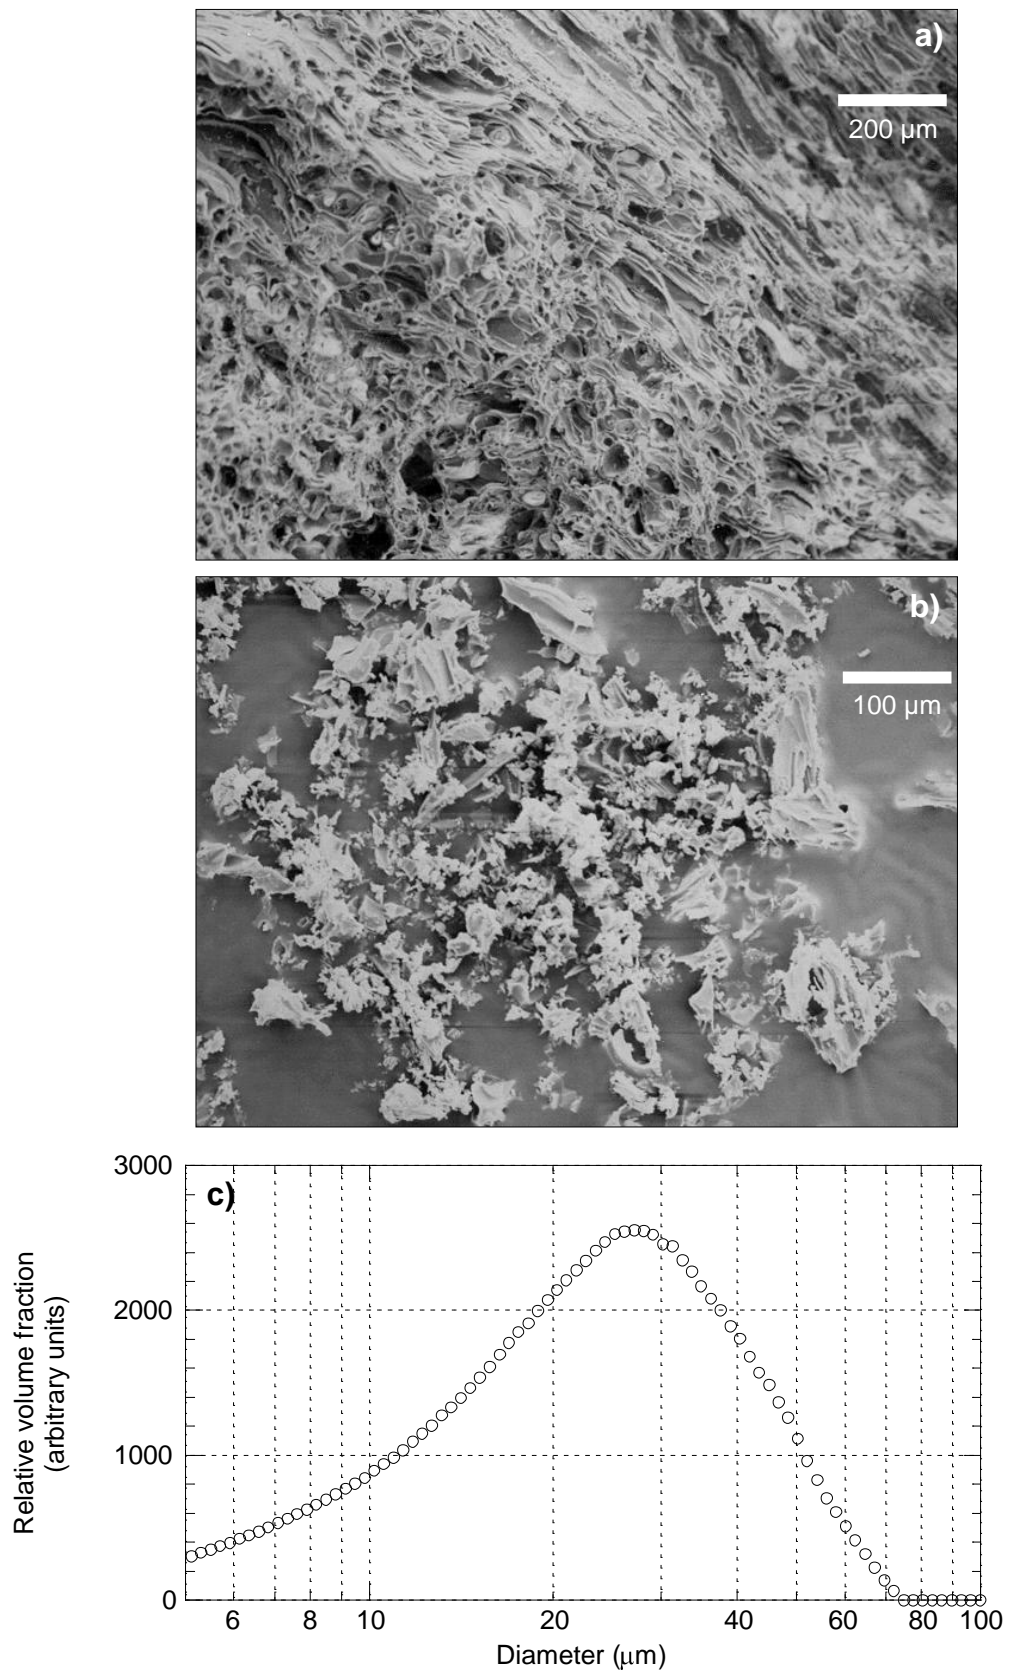 a)
200 µm
b)
100 µm
c)
3000
2000
1000
0
6 8 10 20 40 60 80 100
Relative volume fraction
(arbitrary units)
Diameter (µm)